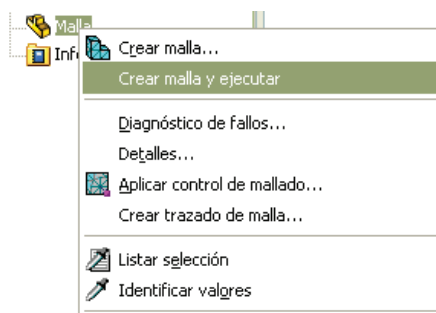 Malla
Inf
Crear malla...
Crear malla y ejecutar
Diagnóstico de fallos...
Detalles...
Aplicar control de mallado...
Crear trazado de malla...
Listar selección
Identificar valores